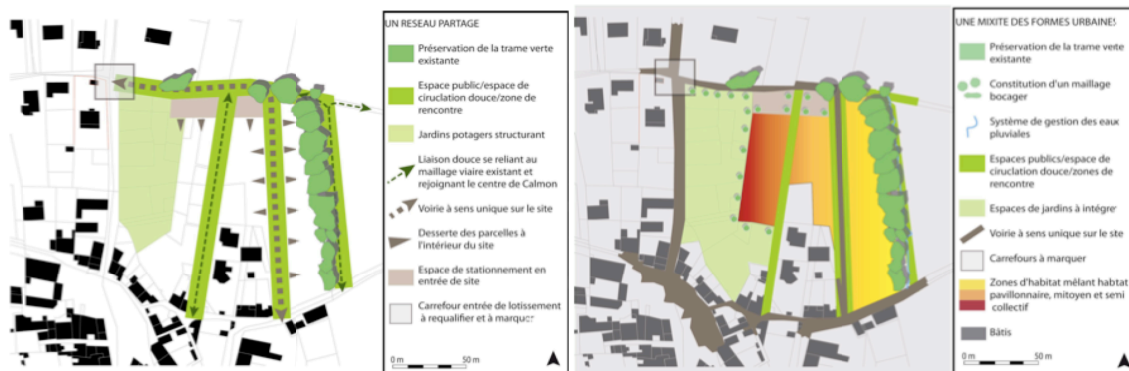 UN RESEAU PARTAGE
Préservation de la trame verte
existante
Espace public/espace de
ciruclation douce/zone de
rencontre
Jardins potagers structurant
Liaison douce se reliant au
maillage viaire existant et
rejoignant le centre de Calmon
Voirie à sens unique sur le site
Desserte des parcelles à
l'intérieur du site
Espace de stationnement en
entrée de site
Carrefour entrée de lotissement
à requalifier et à marquer
0 m 50 m
UNE MIXITE DES FORMES URBAINES
Préservation de la trame verte
existante
Constitution d'un maillage
bocager
Système de gestion des eaux
pluviales
Espaces publics/espace de
ciruclation douce/zones de
rencontre
Espaces de jardins à intégrer
Voirie à sens unique sur le ste
Carrefours à marquer
Zones d'habitat mêlant habtat
pavillonnaire, mitoyen et semi
collectif
Bâtis
0 m 50 m